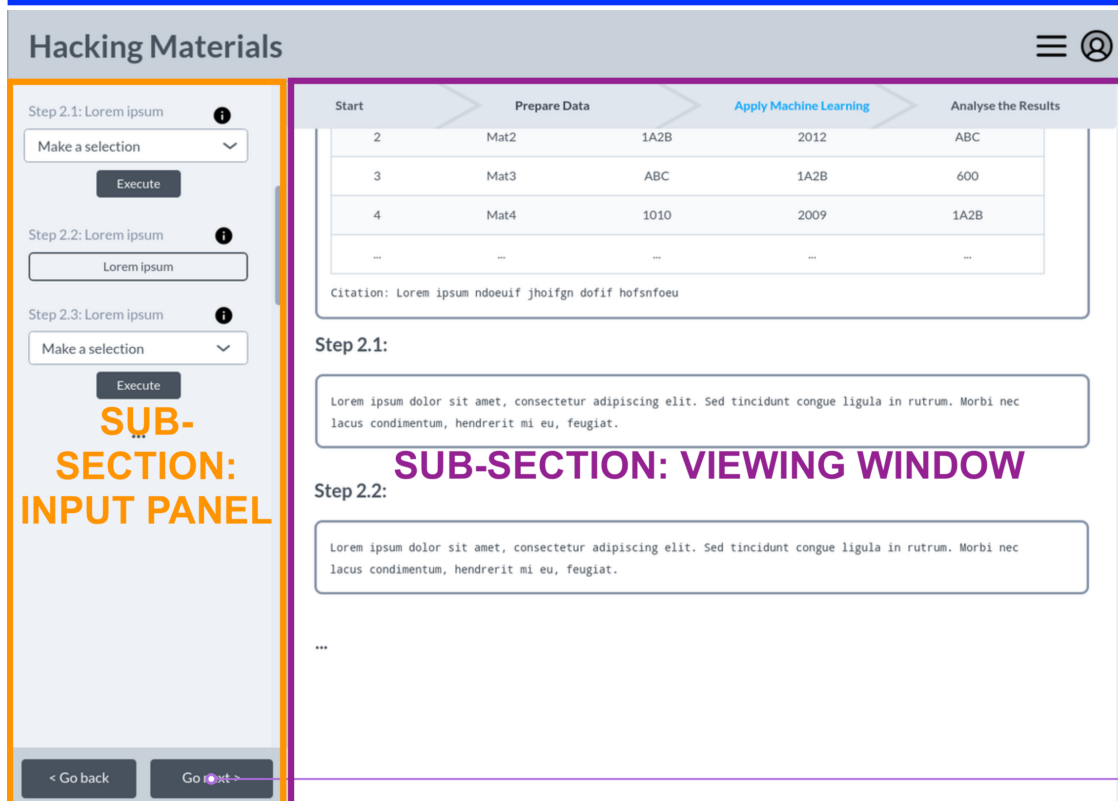 Hacking Materials
Step 2.1: Lorem ipsum
Make a selection
Execute
Step 2.2: Lorem ipsum
Lorem ipsum
Step 2.3: Lorem ipsum
Make a selection
Execute
...
SUB-
SECTION:
INPUT PANEL
< Go back
Go next >
Start Prepare Data Apply Machine Learning Analyse the Results
2 Mat2 1A2B 2012 ABC
3 Mat3 ABC 1A2B 600
4 Mat4 1010 2009 1A2B
... ... ... ... ...
Citation: Lorem ipsum ndoeuif jhoifgn dofif hofsnfoeu
Step 2.1:
Lorem ipsum dolor sit amet, consectetur adipiscing elit. Sed tincidunt congue ligula in rutrum. Morbi nec
lacus condimentum, hendrerit mi eu, feugiat.
SUB-SECTION: VIEWING WINDOW
Step 2.2:
Lorem ipsum dolor sit amet, consectetur adipiscing elit. Sed tincidunt congue ligula in rutrum. Morbi nec
lacus condimentum, hendrerit mi eu, feugiat.
...